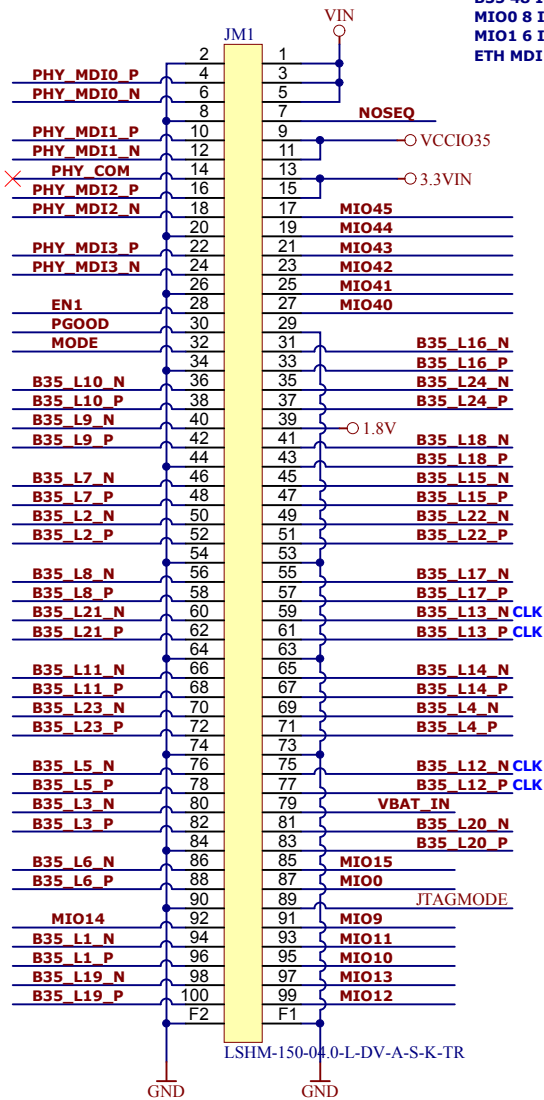 B35 48 I
MIO0 8 I
MIO1 6 I
ETH MDI
VIN
JM1
2 1
PHY_MDI0_P 4 3
PHY_MDI0_N 6 5
8 7 NOSEQ
PHY_MDI1_P 10 9 VCCIO35
PHY_MDI1_N 12 11
PHY_COM 14 13 3.3VIN
PHY_MDI2_P 16 15
PHY_MDI2_N 18 17 MIO45
20 19 MIO44
PHY_MDI3_P 22 21 MIO43
PHY_MDI3_N 24 23 MIO42
26 25 MIO41
EN1 28 27 MIO40
PGOOD 30 29
MODE 32 31 B35_L16_N
34 33 B35_L16_P
B35_L10_N 36 35 B35_L24_N
B35_L10_P 38 37 B35_L24_P
B35_L9_N 40 39 1.8V
B35_L9_P 42 41 B35_L18_N
44 43 B35_L18_P
B35_L7_N 46 45 B35_L15_N
B35_L7_P 48 47 B35_L15_P
B35_L2_N 50 49 B35_L22_N
B35_L2_P 52 51 B35_L22_P
54 53
B35_L8_N 56 55 B35_L17_N
B35_L8_P 58 57 B35_L17_P
B35_L21_N 60 59 B35_L13_N CLK
B35_L21_P 62 61 B35_L13_P CLK
64 63
B35_L11_N 66 65 B35_L14_N
B35_L11_P 68 67 B35_L14_P
B35_L23_N 70 69 B35_L4_N
B35_L23_P 72 71 B35_L4_P
74 73
B35_L5_N 76 75 B35_L12_N CLK
B35_L5_P 78 77 B35_L12_P CLK
B35_L3_N 80 79 VBAT_IN
B35_L3_P 82 81 B35_L20_N
84 83 B35_L20_P
B35_L6_N 86 85 MIO15
B35_L6_P 88 87 MIO0
90 89 JTAGMODE
MIO14 92 91 MIO9
B35_L1_N 94 93 MIO11
B35_L1_P 96 95 MIO10
B35_L19_N 98 97 MIO13
B35_L19_P 100 99 MIO12
F2 F1
LSHM-150-04.0-L-DV-A-S-K-TR
GND GND